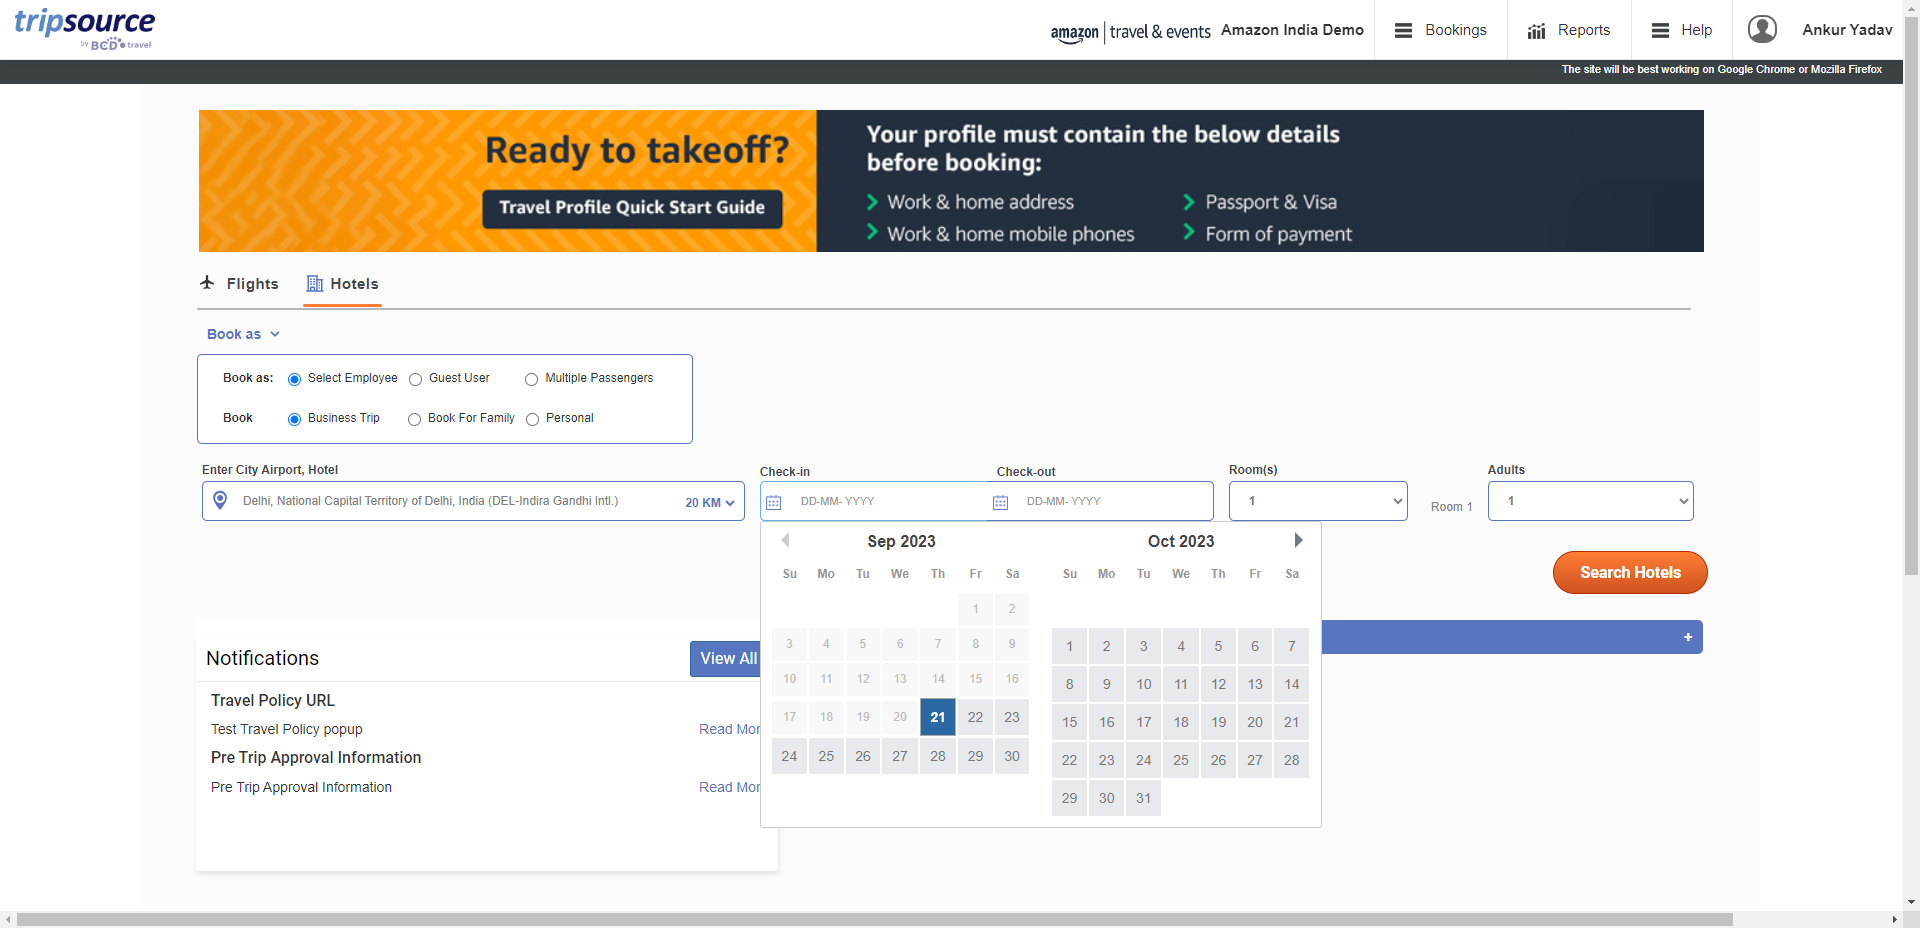 tripsource
by BCD travel
amazon | travel & events Amazon India Demo
Bookings
Reports
Help
Ankur Yadav
The site will be best working on Google Chrome or Mozilla Firefox
Ready to takeoff?
Travel Profile Quick Start Guide
Your profile must contain the below details
before booking:
Work & home address
Passport & Visa
Work & home mobile phones
Form of payment
Flights
Hotels
Book as
Book as: Select Employee Guest User Multiple Passengers
Book Business Trip Book For Family Personal
Enter City Airport, Hotel
Check-in
Check-out
Room(s)
Adults
Delhi, National Capital Territory of Delhi, India (DEL-Indira Gandhi Intl.) 20 KM
DD-MM- YYYY
DD-MM- YYYY
1
Room 1
1
Sep 2023
Su Mo Tu We Th Fr Sa
1 2
3 4 5 6 7 8 9
10 11 12 13 14 15 16
17 18 19 20 21 22 23
24 25 26 27 28 29 30
Oct 2023
Su Mo Tu We Th Fr Sa
1 2 3 4 5 6 7
8 9 10 11 12 13 14
15 16 17 18 19 20 21
22 23 24 25 26 27 28
29 30 31
Search Hotels
+
Notifications
View All
Travel Policy URL
Test Travel Policy popup
Read Mor
Pre Trip Approval Information
Pre Trip Approval Information
Read Mor